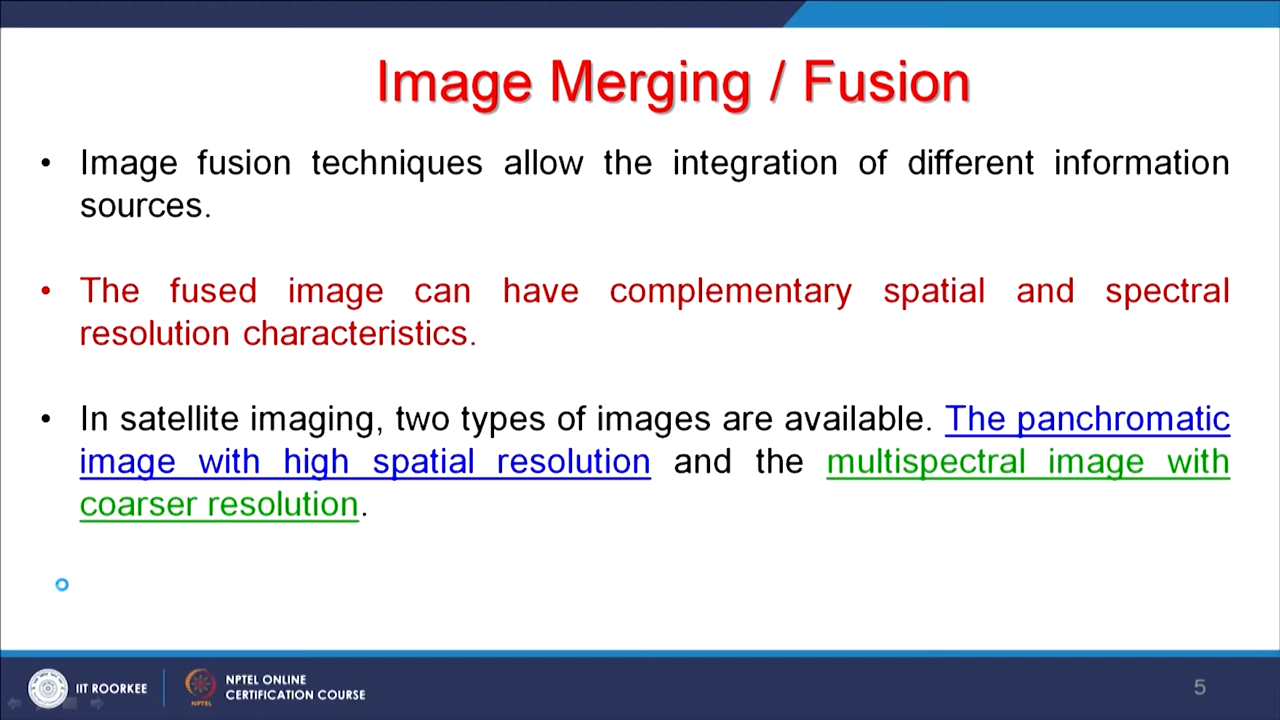 Image Merging / Fusion
• Image fusion techniques allow the integration of different information
sources.
• The fused image can have complementary spatial and spectral
resolution characteristics.
• In satellite imaging, two types of images are available. The panchromatic
image with high spatial resolution and the multispectral image with
coarser resolution.
IIT ROORKEE
NPTEL
NPTEL ONLINE
CERTIFICATION COURSE
5